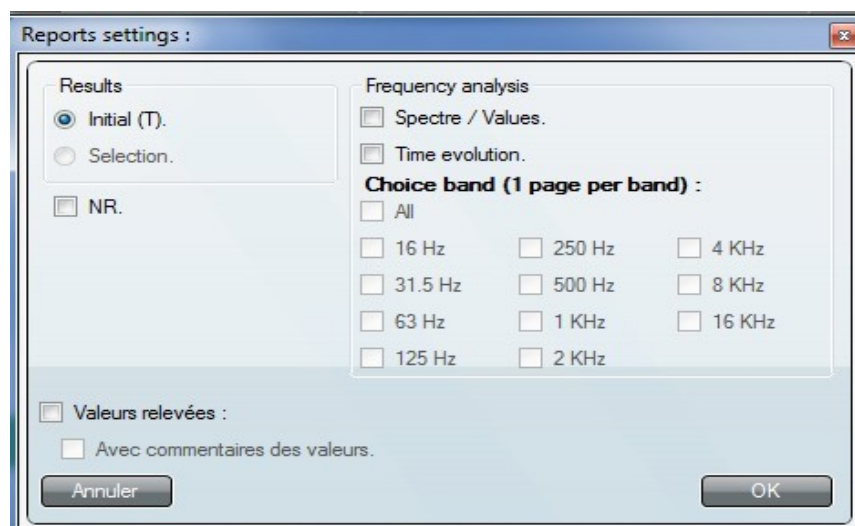 Reports settings :
Results
Initial (T).
Selection.
NR.
Frequency analysis
Spectre / Values.
Time evolution.
Choice band (1 page per band) :
All
16 Hz
250 Hz
4 KHz
31.5 Hz
500 Hz
8 KHz
63 Hz
1 KHz
16 KHz
125 Hz
2 KHz
Valeurs relevées :
Avec commentaires des valeurs.
Annuler
OK